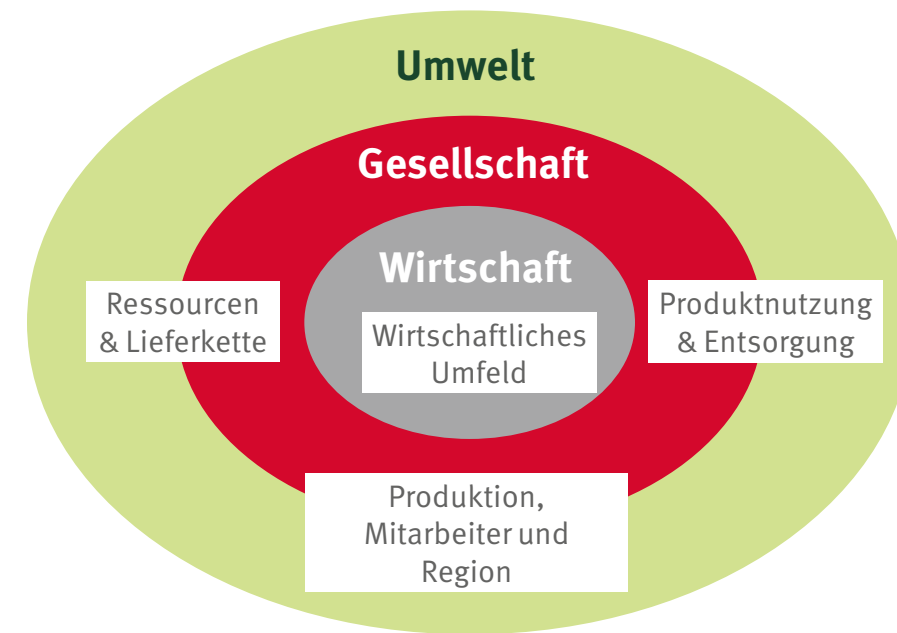 Umwelt
Gesellschaft
Wirtschaft
Ressourcen
& Lieferkette
Wirtschaftliches
Umfeld
Produktnutzung
& Entsorgung
Produktion,
Mitarbeiter und
Region